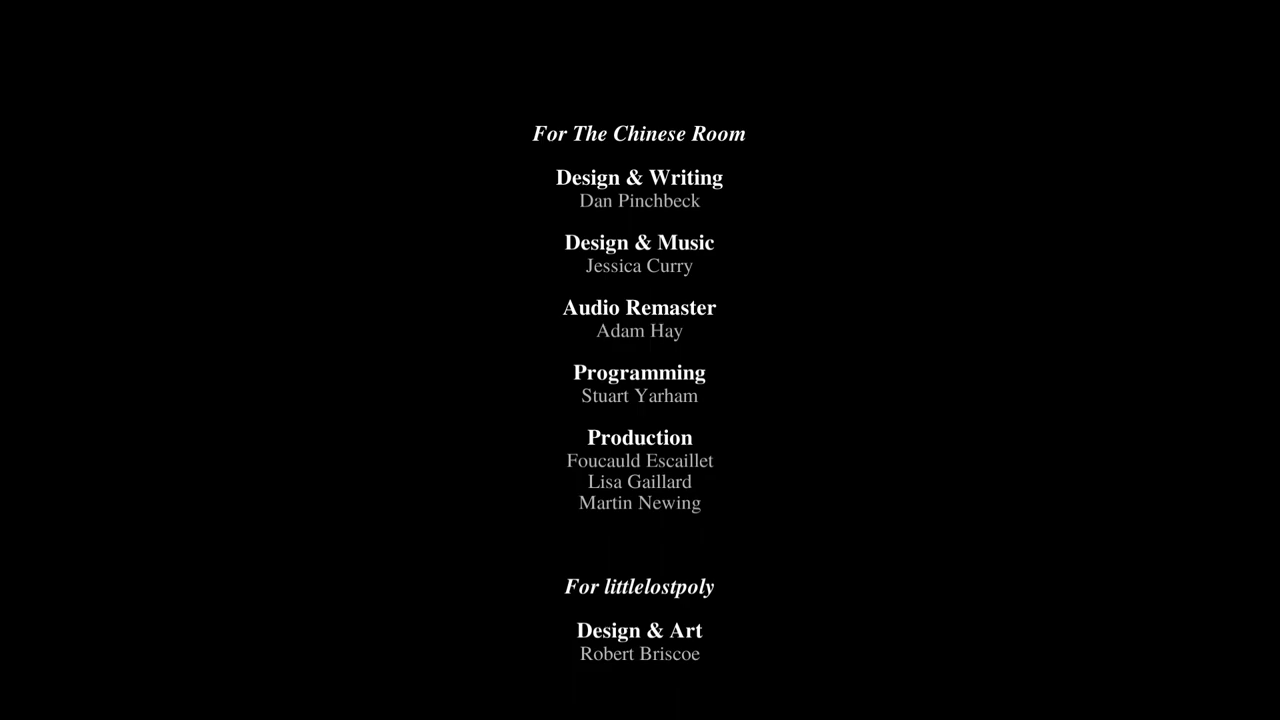 For The Chinese Room
Design & Writing
Dan Pinchbeck
Design & Music
Jessica Curry
Audio Remaster
Adam Hay
Programming
Stuart Yarham
Production
Foucauld Escaillet
Lisa Gaillard
Martin Newing
For littlelostpoly
Design & Art
Robert Briscoe